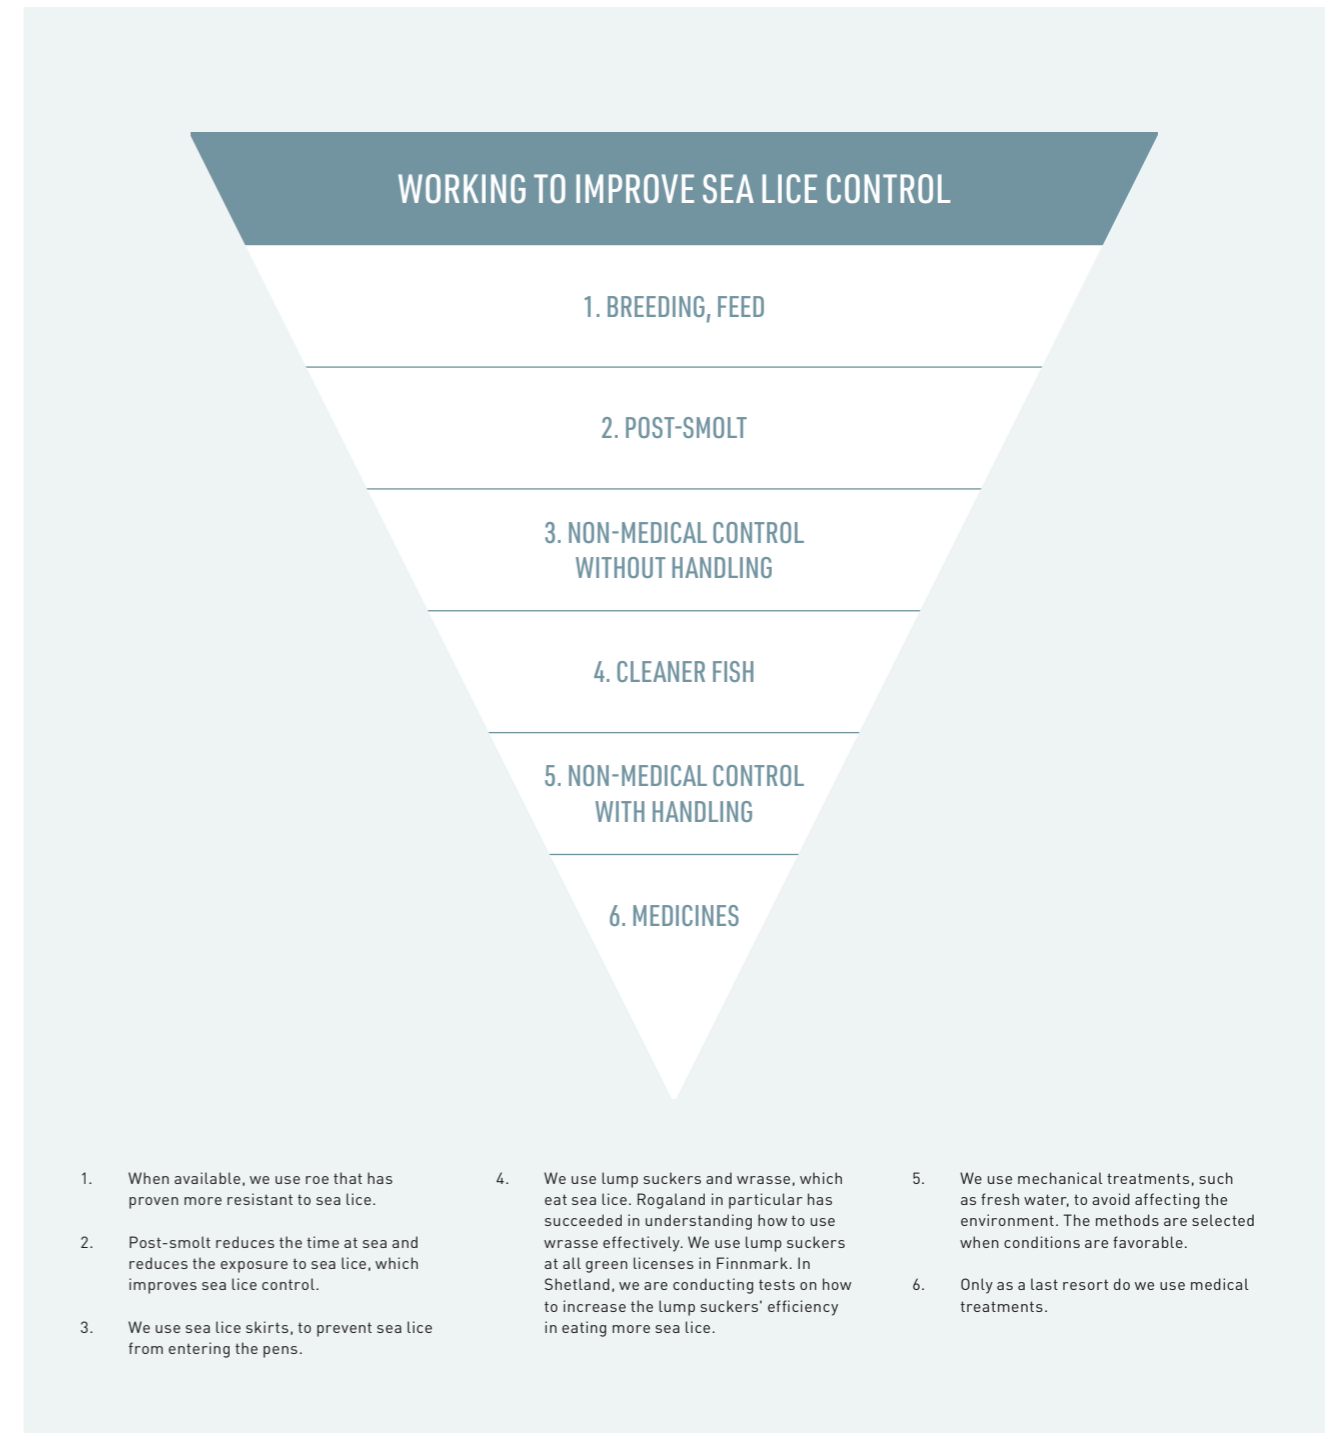 WORKING TO IMPROVE SEA LICE CONTROL
1. BREEDING, FEED
2. POST-SMOLT
3. NON-MEDICAL CONTROL
WITHOUT HANDLING
4. CLEANER FISH
5. NON-MEDICAL CONTROL
WITH HANDLING
6. MEDICINES
1. When available, we use roe that has
proven more resistant to sea lice.
2. Post-smolt reduces the time at sea and
reduces the exposure to sea lice, which
improves sea lice control.
3. We use sea lice skirts, to prevent sea lice
from entering the pens.
4. We use lump suckers and wrasse, which
eat sea lice. Rogaland in particular has
succeeded in understanding how to use
wrasse effectively. We use lump suckers
at all green licenses in Finnmark. In
Shetland, we are conducting tests on how
to increase the lump suckers' efficiency
in eating more sea lice.
5. We use mechanical treatments, such
as fresh water, to avoid affecting the
environment. The methods are selected
when conditions are favorable.
6. Only as a last resort do we use medical
treatments.